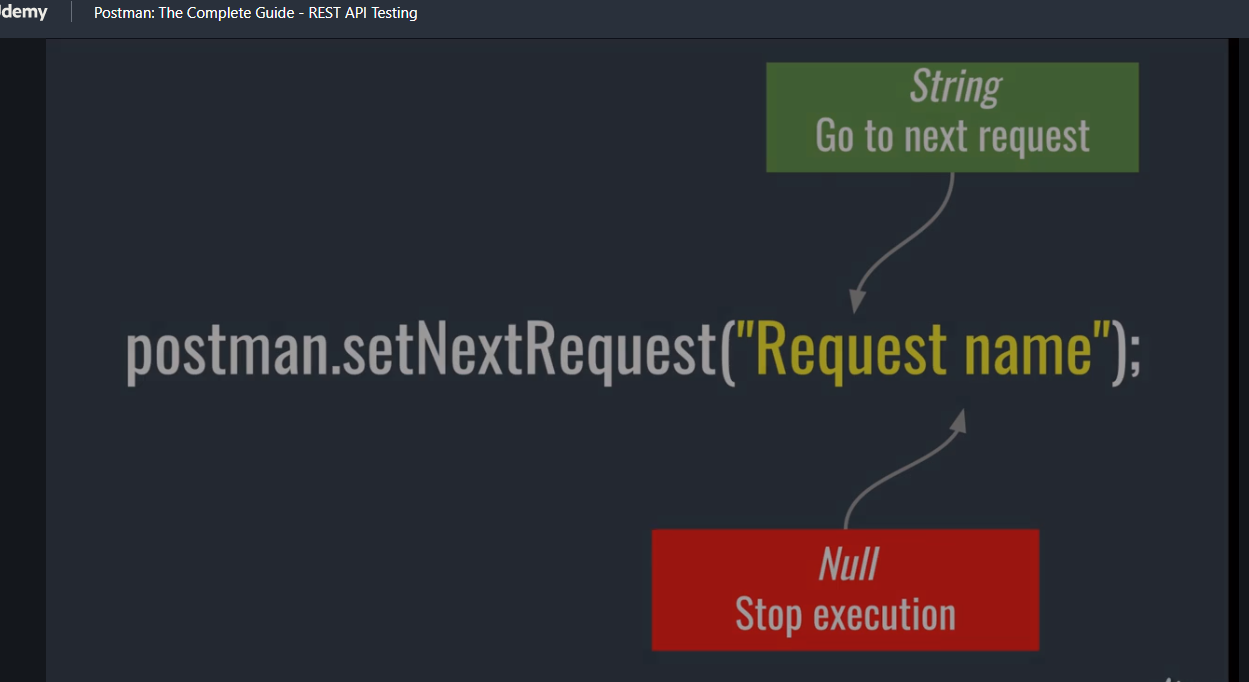 demy
Postman: The Complete Guide - REST API Testing
String
Go to next request
postman.setNextRequest("Request name");
Null
Stop execution